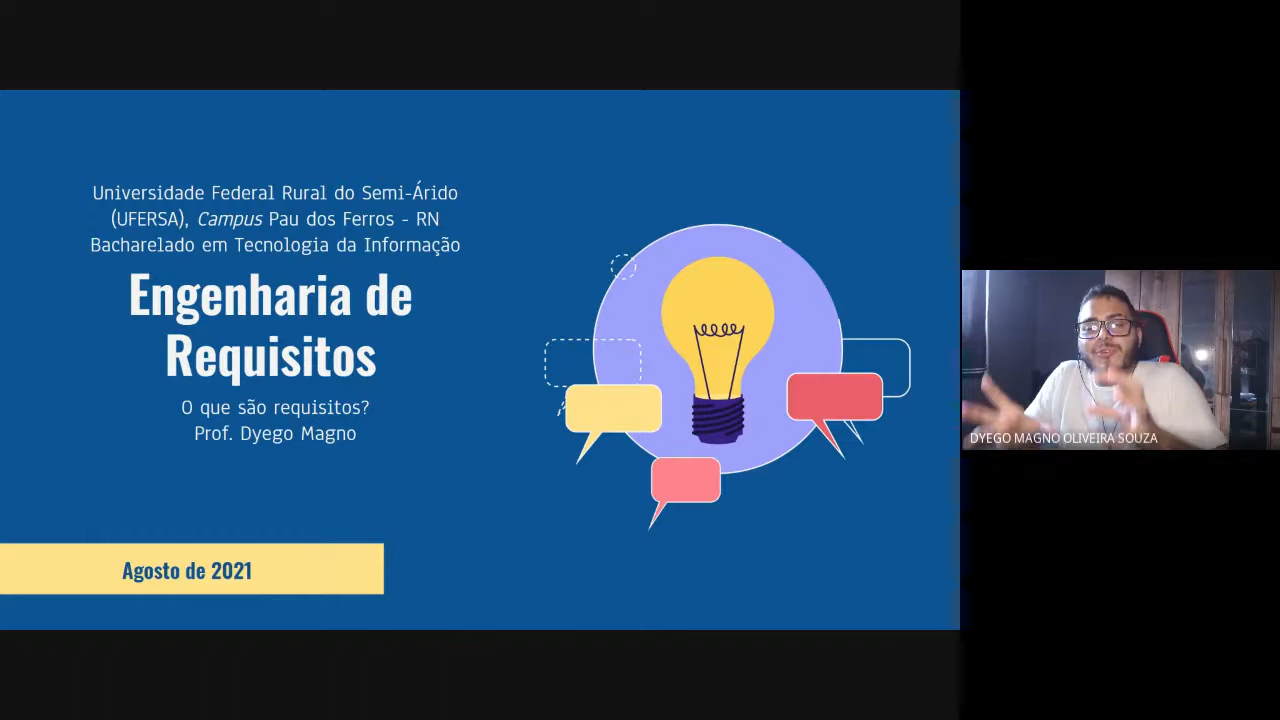 Universidade Federal Rural do Semi-Árido
(UFERSA), Campus Pau dos Ferros - RN
Bacharelado em Tecnologia da Informação
Engenharia de
Requisitos
O que são requisitos?
Prof. Dyego Magno
Agosto de 2021
DYEGO MAGNO OLIVEIRA SOUZA